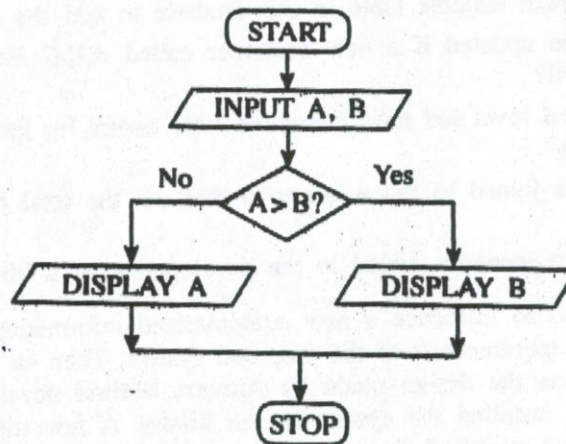 START
INPUT A, B
No Yes
A>B?
DISPLAY A DISPLAY B
STOP